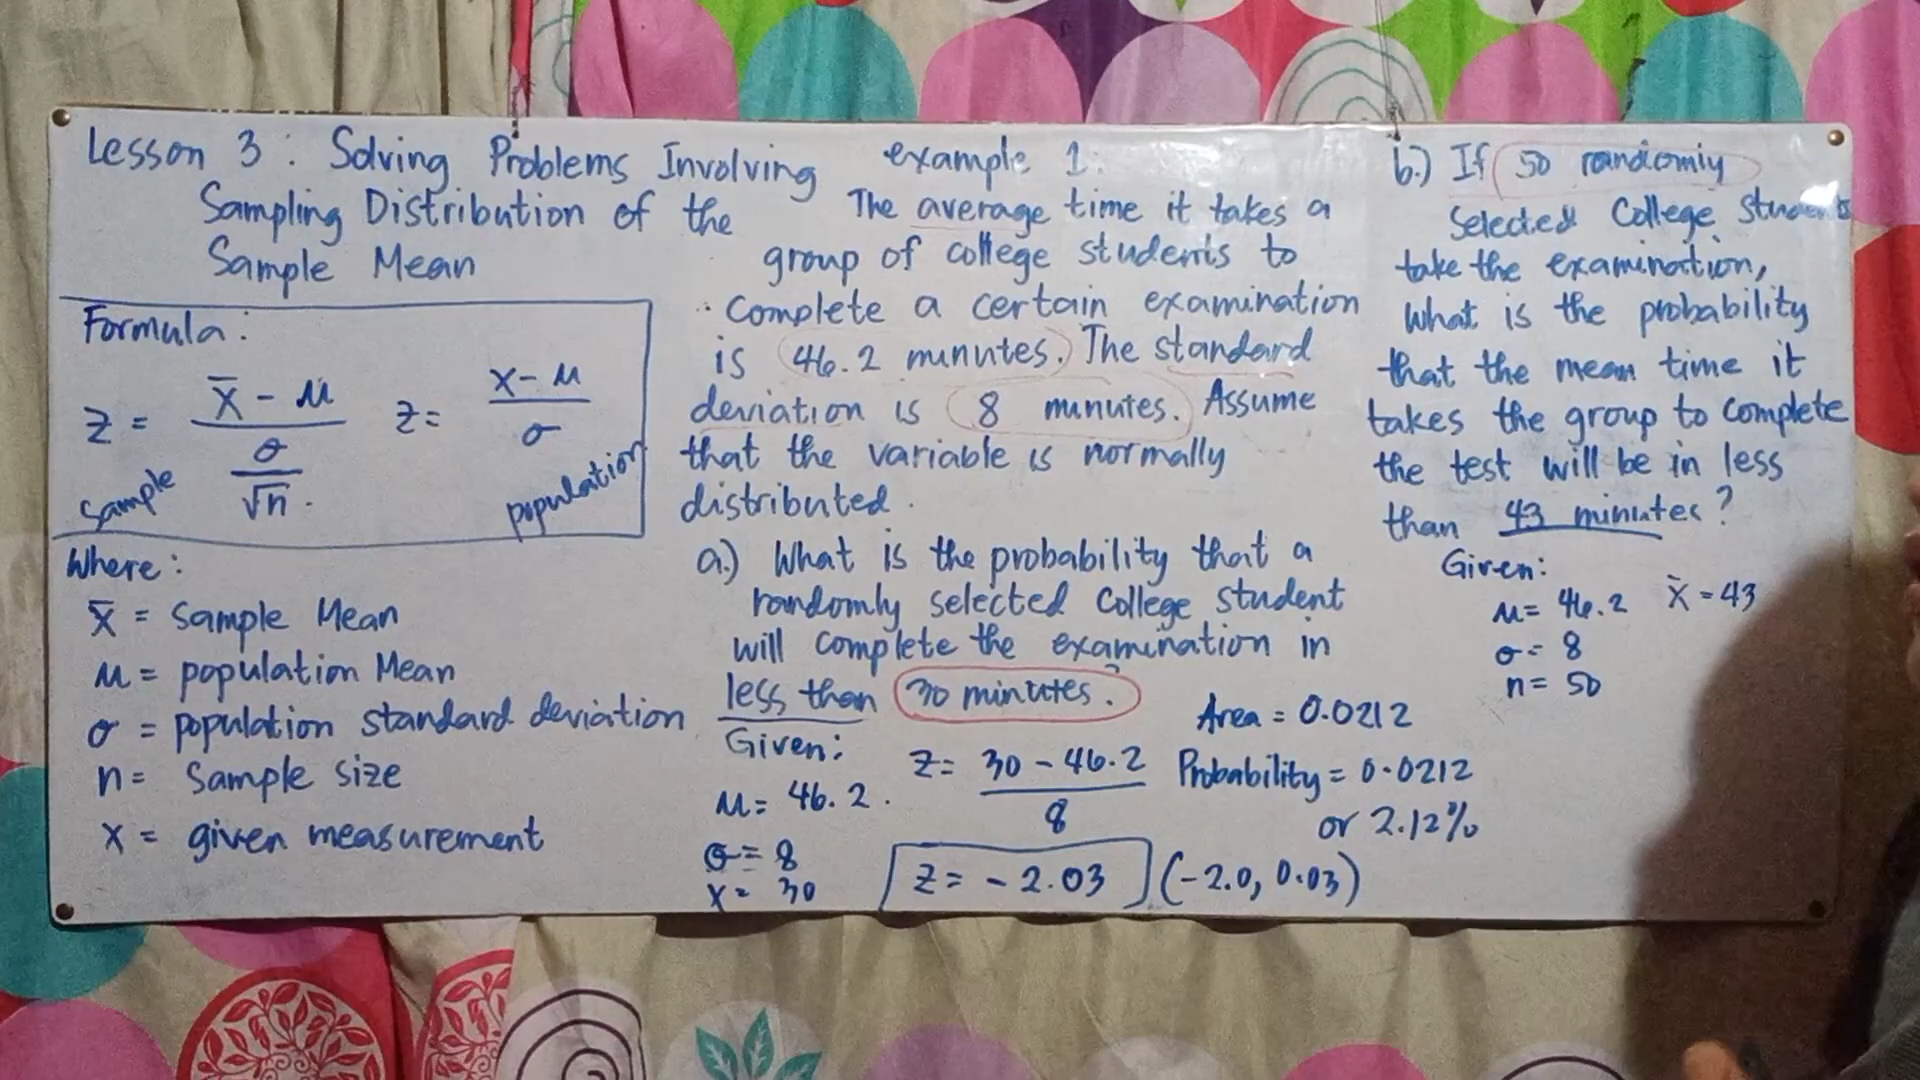 Lesson 3 : Solving Problems Involving
Sampling Distribution of the
Sample Mean
Formula:
z = x̄ - μ / σ / √n . z = x - μ / σ
Sample population
Where:
x̄ = Sample Mean
μ = population Mean
σ = population standard deviation
n = Sample size
x = given measurement
example 1:
The average time it takes a
group of college students to
Complete a certain examination
is 46.2 minutes. The standard
deviation is 8 minutes. Assume
that the variable is normally
distributed.
a.) What is the probability that a
randomly selected College student
will complete the examination in
less than 30 minutes?
Given:
μ = 46.2.
σ = 8
x = 30
z = 30 - 46.2 / 8
z = - 2.03 (-2.0, 0.03)
Area = 0.0212
Probability = 0.0212
or 2.12%
b.) If 50 randomly
Selected College Students
take the examination,
What is the probability
that the mean time it
takes the group to complete
the test will be in less
than 43 minutes?
Given:
μ = 46.2 x̄ = 43
σ = 8
n = 50